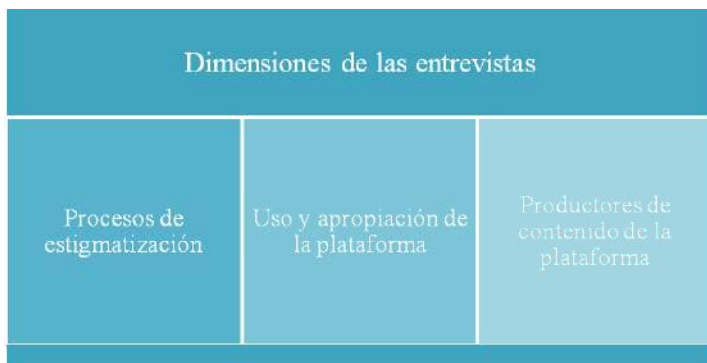 Dimensiones de las entrevistas
Procesos de
estigmatización
Uso y apropiación de
la plataforma
Productores de
contenido de la
plataforma